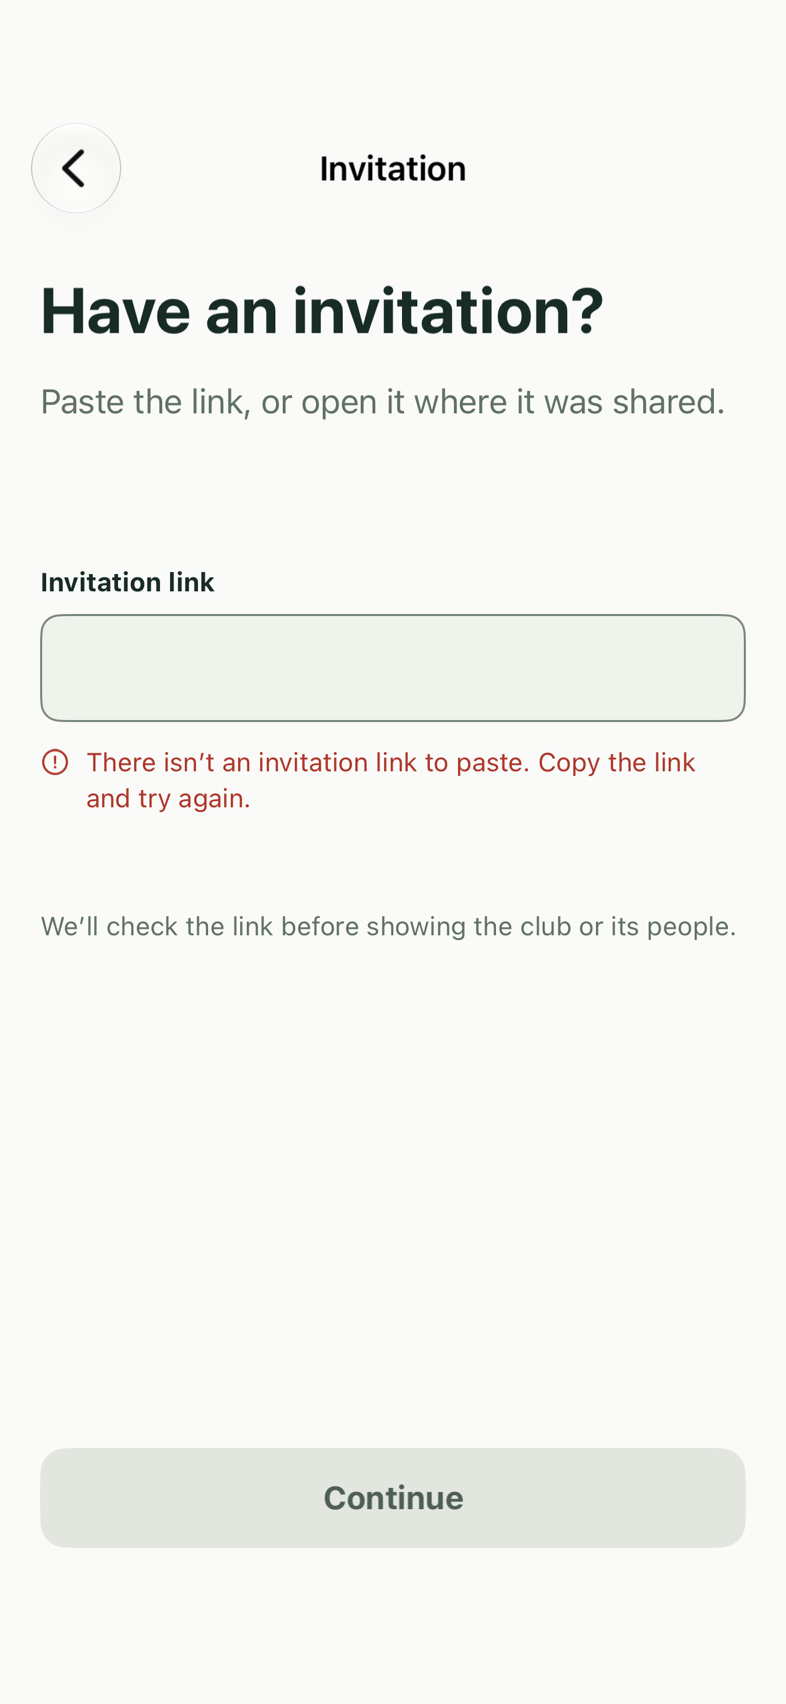 Invitation
Have an invitation?
Paste the link, or open it where it was shared.
Invitation link
There isn’t an invitation link to paste. Copy the link
and try again.
We’ll check the link before showing the club or its people.
Continue